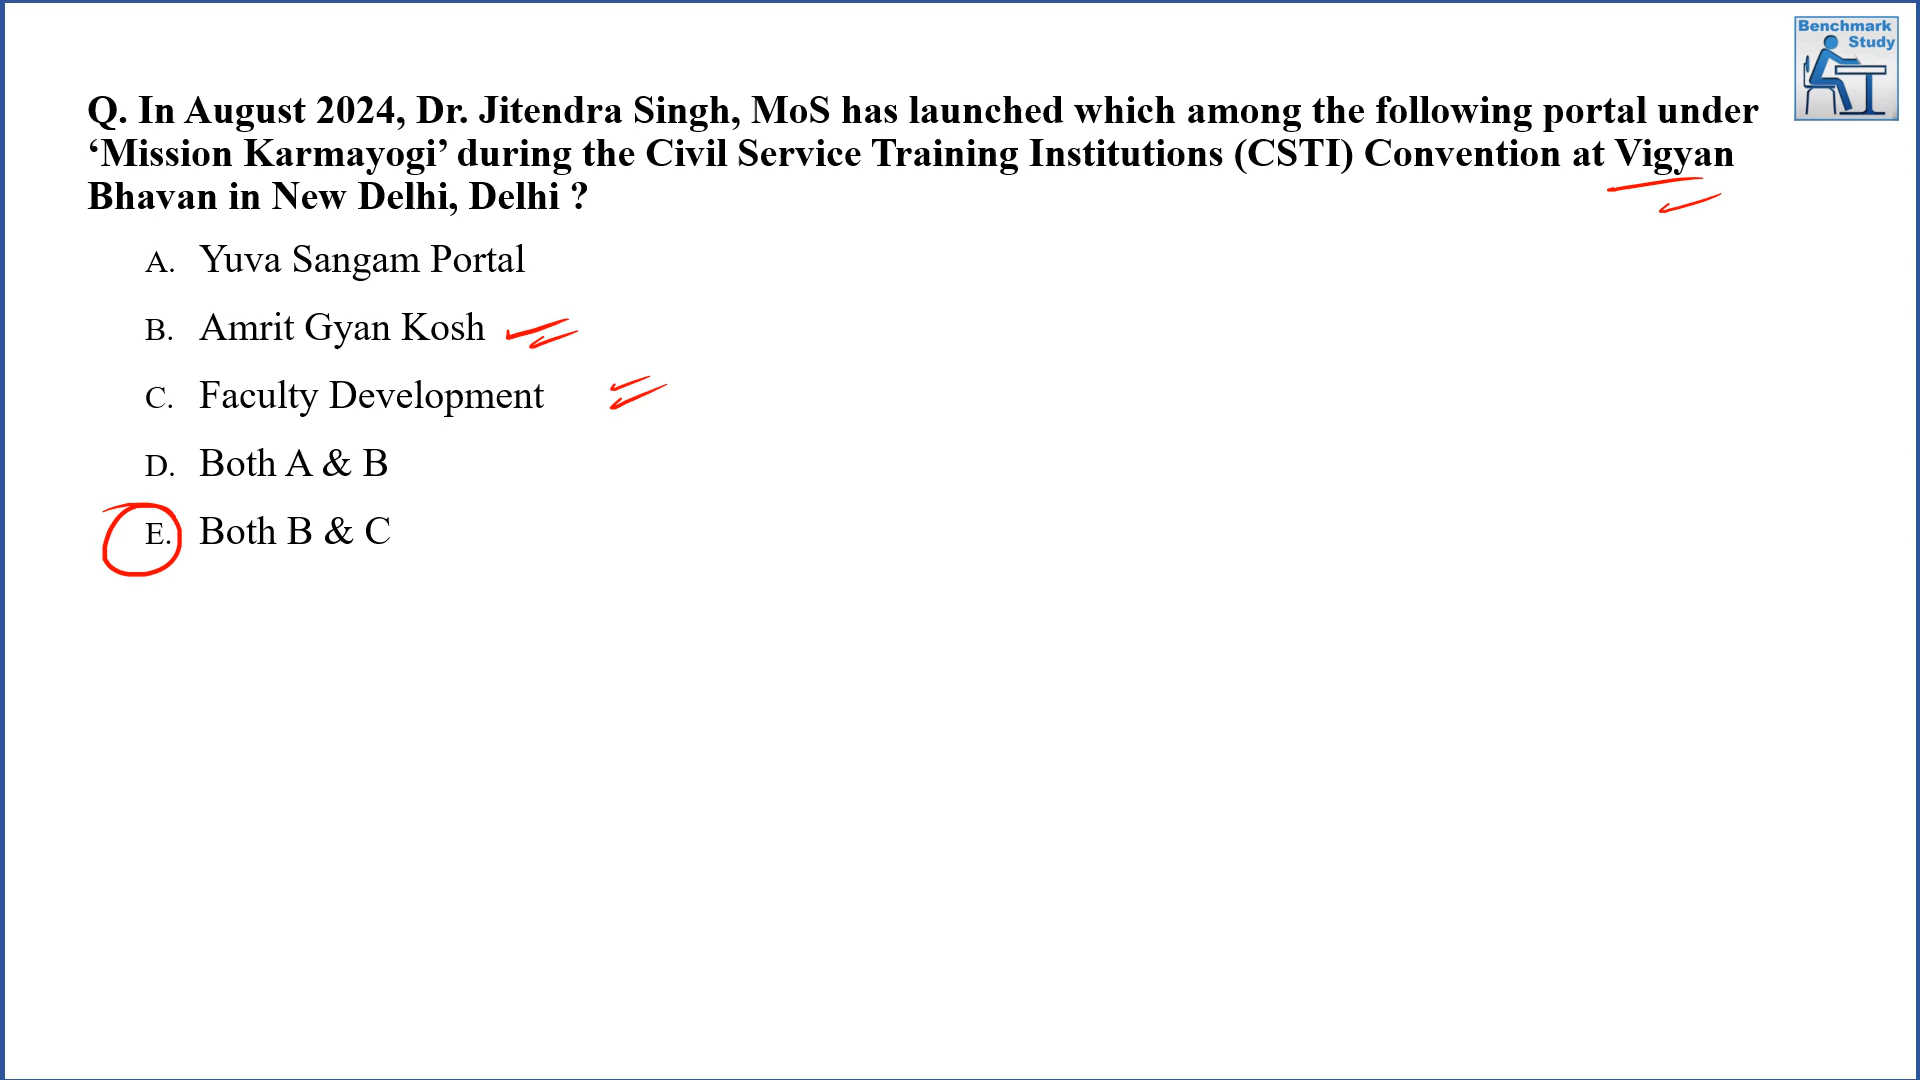 Benchmark
Study
Q. In August 2024, Dr. Jitendra Singh, MoS has launched which among the following portal under
‘Mission Karmayogi’ during the Civil Service Training Institutions (CSTI) Convention at Vigyan
Bhavan in New Delhi, Delhi ?
A. Yuva Sangam Portal
B. Amrit Gyan Kosh
C. Faculty Development
D. Both A & B
E. Both B & C